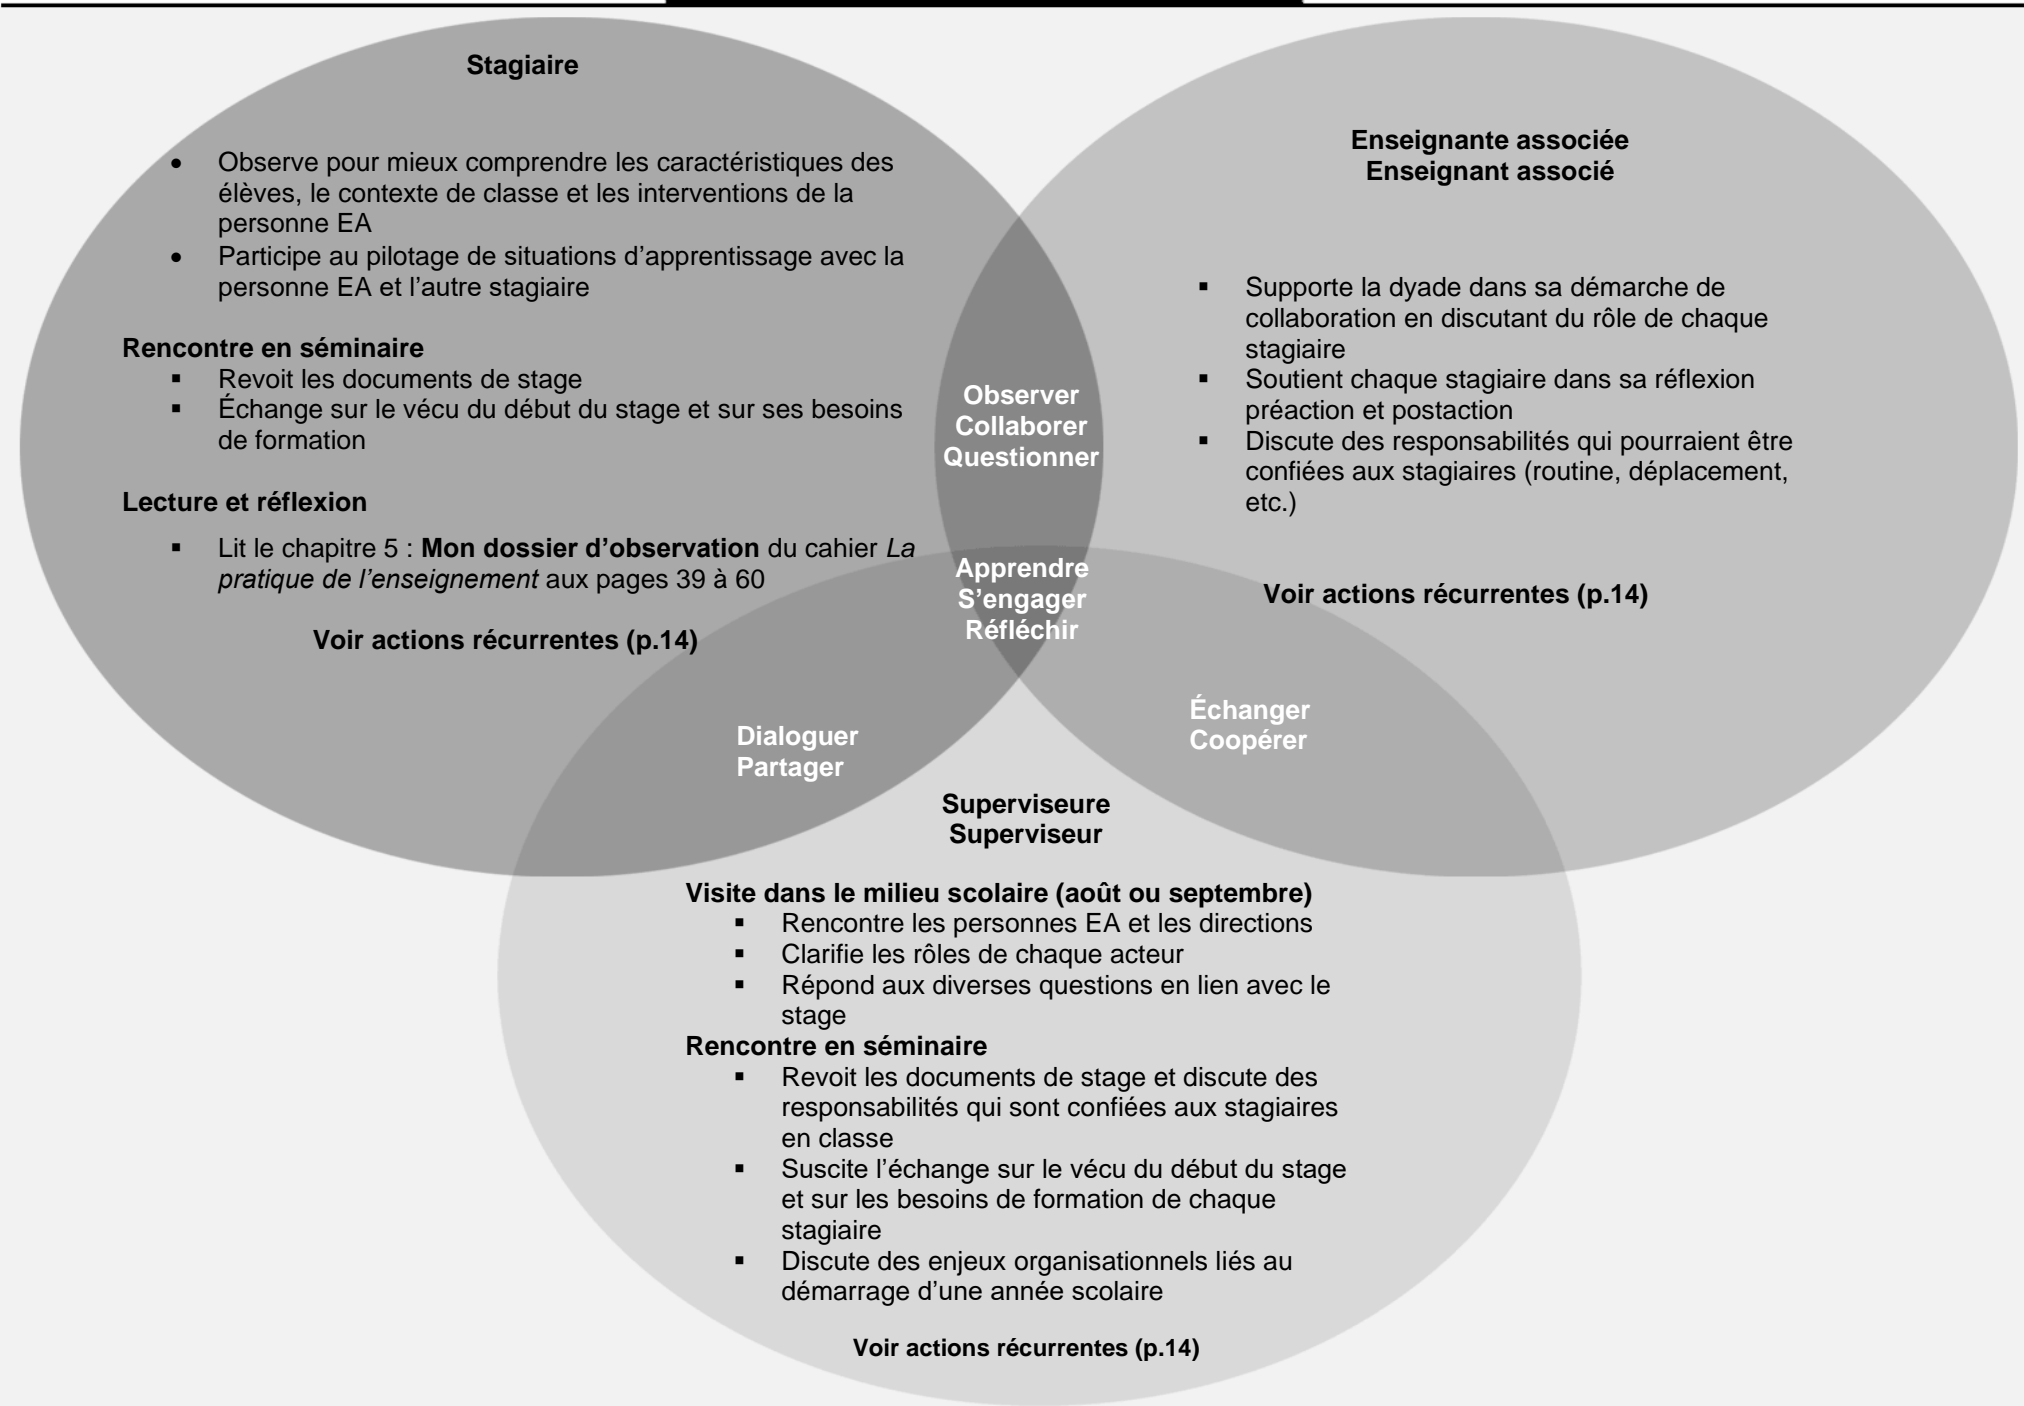 Stagiaire
• Observe pour mieux comprendre les caractéristiques des
élèves, le contexte de classe et les interventions de la
personne EA
• Participe au pilotage de situations d’apprentissage avec la
personne EA et l’autre stagiaire
Rencontre en séminaire
▪ Revoit les documents de stage
▪ Échange sur le vécu du début du stage et sur ses besoins
de formation
Lecture et réflexion
▪ Lit le chapitre 5 : Mon dossier d’observation du cahier La
pratique de l’enseignement aux pages 39 à 60
Voir actions récurrentes (p.14)
Enseignante associée
Enseignant associé
▪ Supporte la dyade dans sa démarche de
collaboration en discutant du rôle de chaque
stagiaire
▪ Soutient chaque stagiaire dans sa réflexion
préaction et postaction
▪ Discute des responsabilités qui pourraient être
confiées aux stagiaires (routine, déplacement,
etc.)
Voir actions récurrentes (p.14)
Observer
Collaborer
Questionner
Apprendre
S’engager
Réfléchir
Dialoguer
Partager
Échanger
Coopérer
Superviseure
Superviseur
Visite dans le milieu scolaire (août ou septembre)
▪ Rencontre les personnes EA et les directions
▪ Clarifie les rôles de chaque acteur
▪ Répond aux diverses questions en lien avec le
stage
Rencontre en séminaire
▪ Revoit les documents de stage et discute des
responsabilités qui sont confiées aux stagiaires
en classe
▪ Suscite l’échange sur le vécu du début du stage
et sur les besoins de formation de chaque
stagiaire
▪ Discute des enjeux organisationnels liés au
démarrage d’une année scolaire
Voir actions récurrentes (p.14)